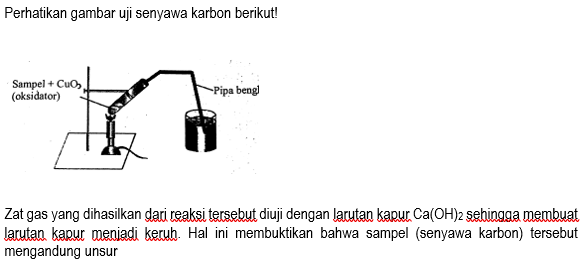 Perhatikan gambar uji senyawa karbon berikut!
Sampel + CuO,
(oksidator)
Pipa bengl
Zat gas yang dihasilkan dari reaksi tersebut diuji dengan larutan kapur Ca(OH)2 sehingga membuat
larutan kapur menjadi keruh. Hal ini membuktikan bahwa sampel (senyawa karbon) tersebut
mengandung unsur